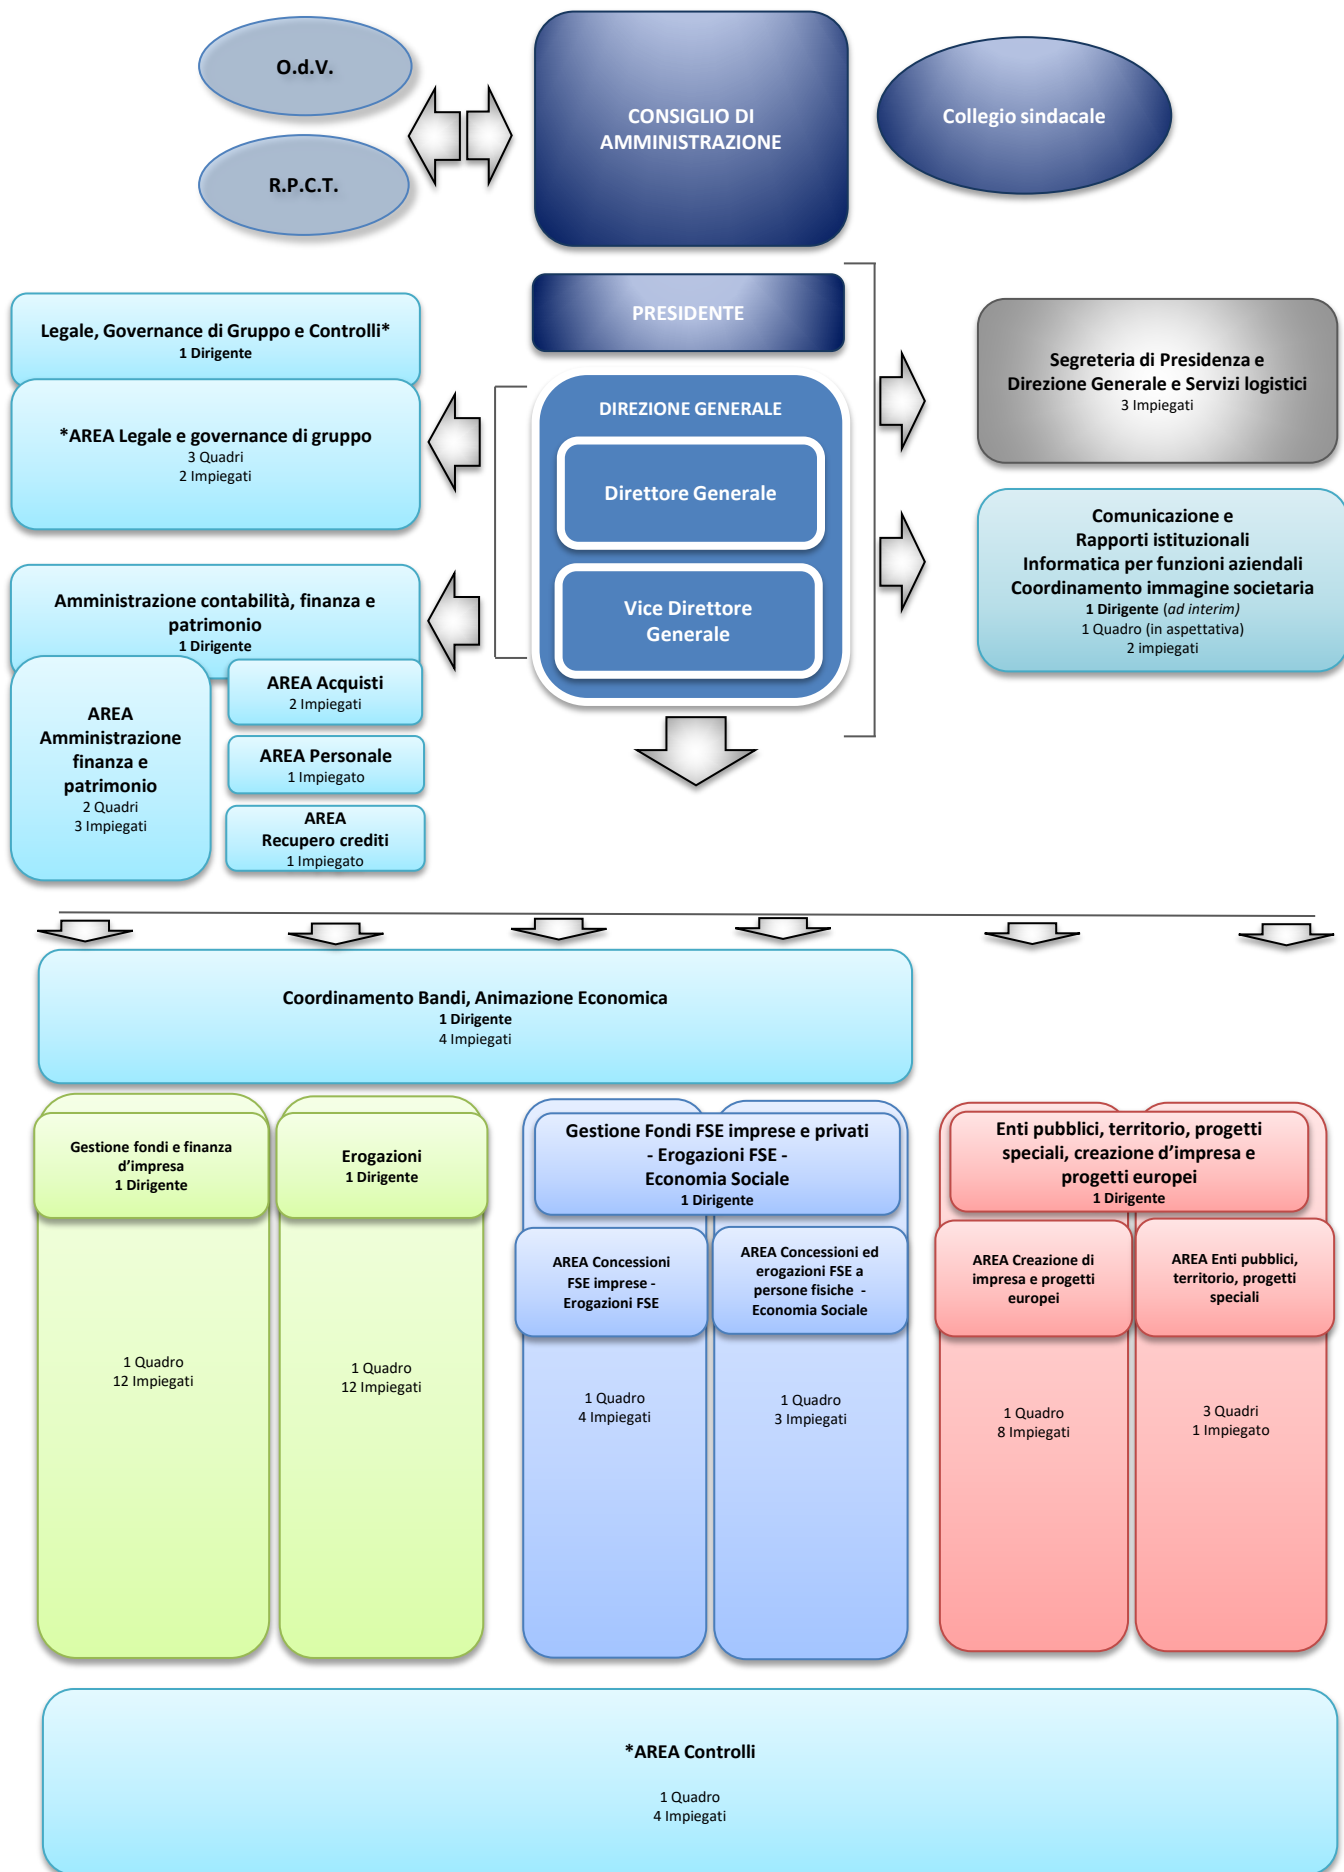 O.d.V.
R.P.C.T.
CONSIGLIO DI
AMMINISTRAZIONE
Collegio sindacale
PRESIDENTE
Legale, Governance di Gruppo e Controlli*
1 Dirigente
*AREA Legale e governance di gruppo
3 Quadri
2 Impiegati
DIREZIONE GENERALE
Direttore Generale
Vice Direttore
Generale
Segreteria di Presidenza e
Direzione Generale e Servizi logistici
3 Impiegati
Comunicazione e
Rapporti istituzionali
Informatica per funzioni aziendali
Coordinamento immagine societaria
1 Dirigente (ad interim)
1 Quadro (in aspettativa)
2 impiegati
Amministrazione contabilità, finanza e
patrimonio
1 Dirigente
AREA
Amministrazione
finanza e
patrimonio
2 Quadri
3 Impiegati
AREA Acquisti
2 Impiegati
AREA Personale
1 Impiegato
AREA
Recupero crediti
1 Impiegato
Coordinamento Bandi, Animazione Economica
1 Dirigente
4 Impiegati
Gestione fondi e finanza
d'impresa
1 Dirigente
1 Quadro
12 Impiegati
Erogazioni
1 Dirigente
1 Quadro
12 Impiegati
Gestione Fondi FSE imprese e privati
- Erogazioni FSE -
Economia Sociale
1 Dirigente
AREA Concessioni
FSE imprese -
Erogazioni FSE
1 Quadro
4 Impiegati
AREA Concessioni ed
erogazioni FSE a
persone fisiche -
Economia Sociale
1 Quadro
3 Impiegati
Enti pubblici, territorio, progetti
speciali, creazione d'impresa e
progetti europei
1 Dirigente
AREA Creazione di
impresa e progetti
europei
1 Quadro
8 Impiegati
AREA Enti pubblici,
territorio, progetti
speciali
3 Quadri
1 Impiegato
*AREA Controlli
1 Quadro
4 Impiegati